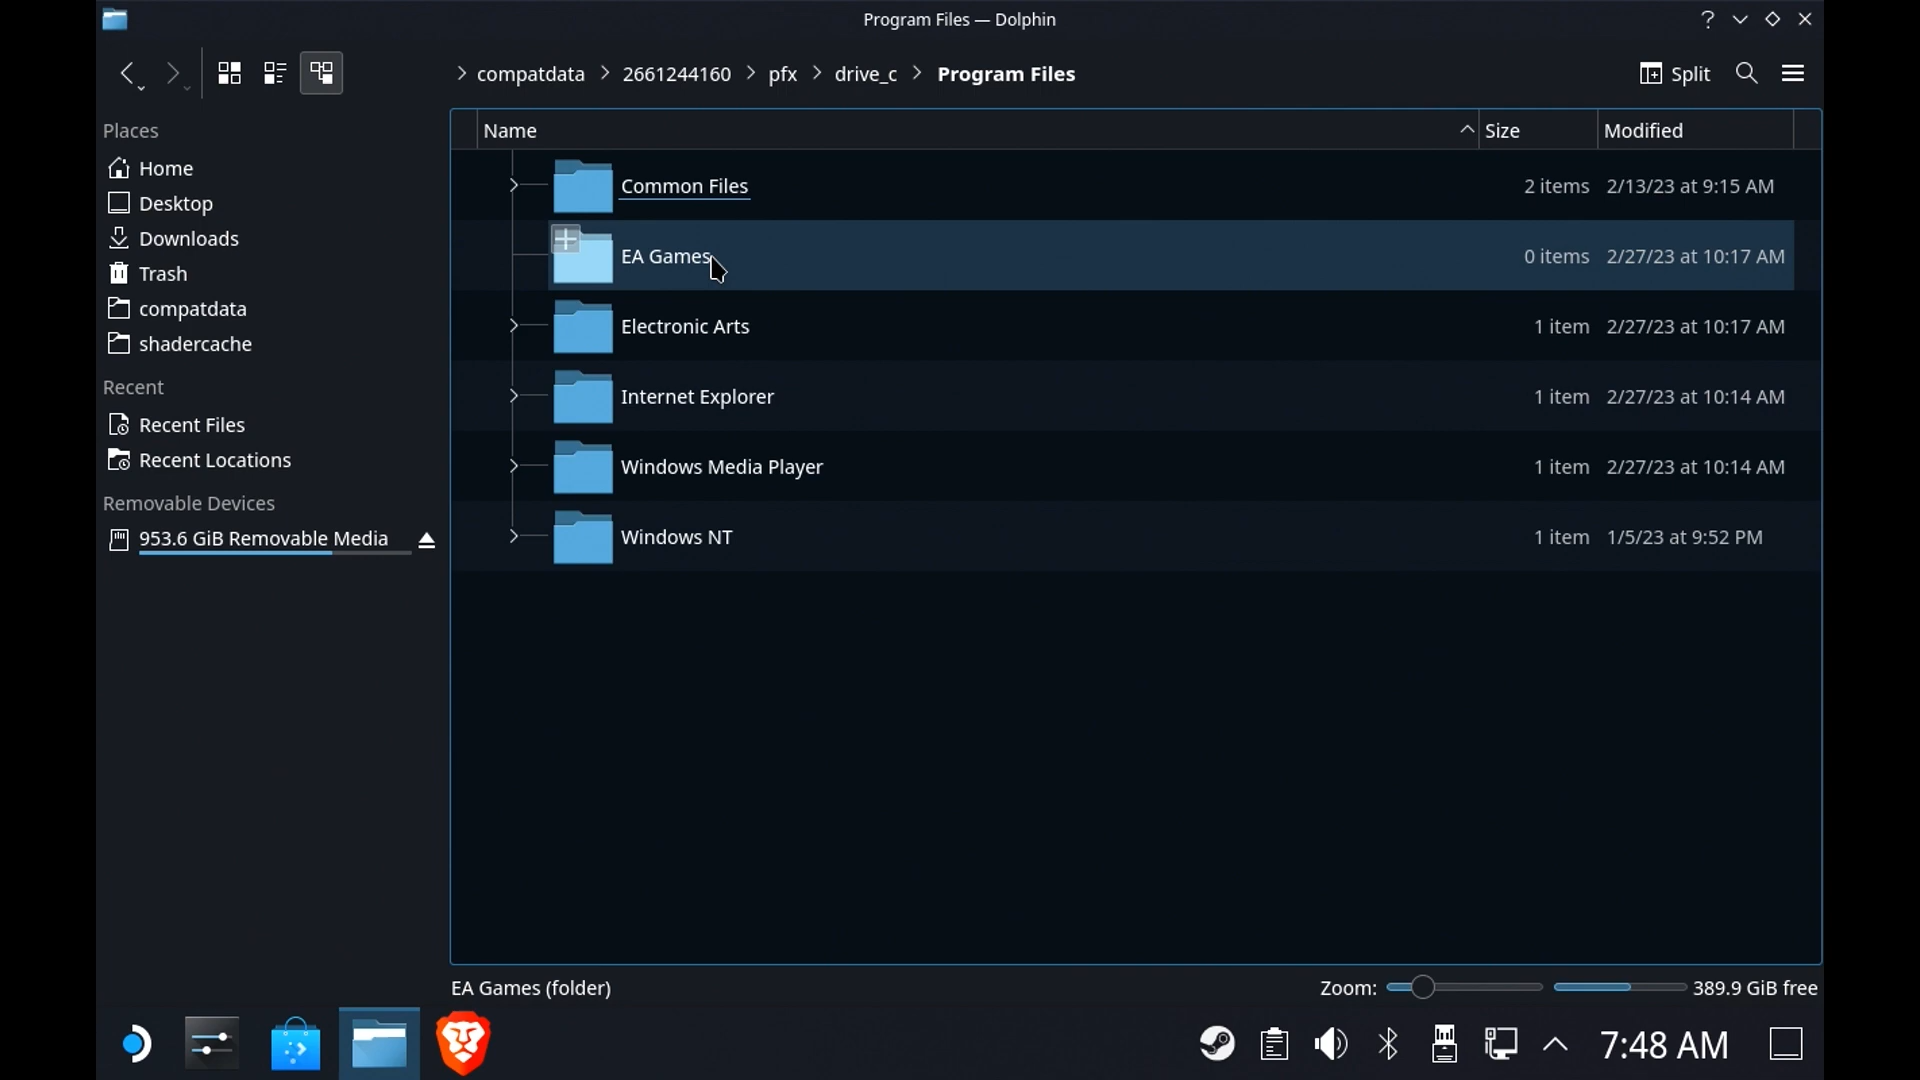 Program Files — Dolphin
compatdata 2661244160 pfx drive_c Program Files
Split
Places
Home
Desktop
Downloads
Trash
compatdata
shadercache
Recent
Recent Files
Recent Locations
Removable Devices
953.6 GiB Removable Media
Name Size Modified
Common Files 2 items 2/13/23 at 9:15 AM
EA Games 0 items 2/27/23 at 10:17 AM
Electronic Arts 1 item 2/27/23 at 10:17 AM
Internet Explorer 1 item 2/27/23 at 10:14 AM
Windows Media Player 1 item 2/27/23 at 10:14 AM
Windows NT 1 item 1/5/23 at 9:52 PM
EA Games (folder) Zoom: 389.9 GiB free
7:48 AM